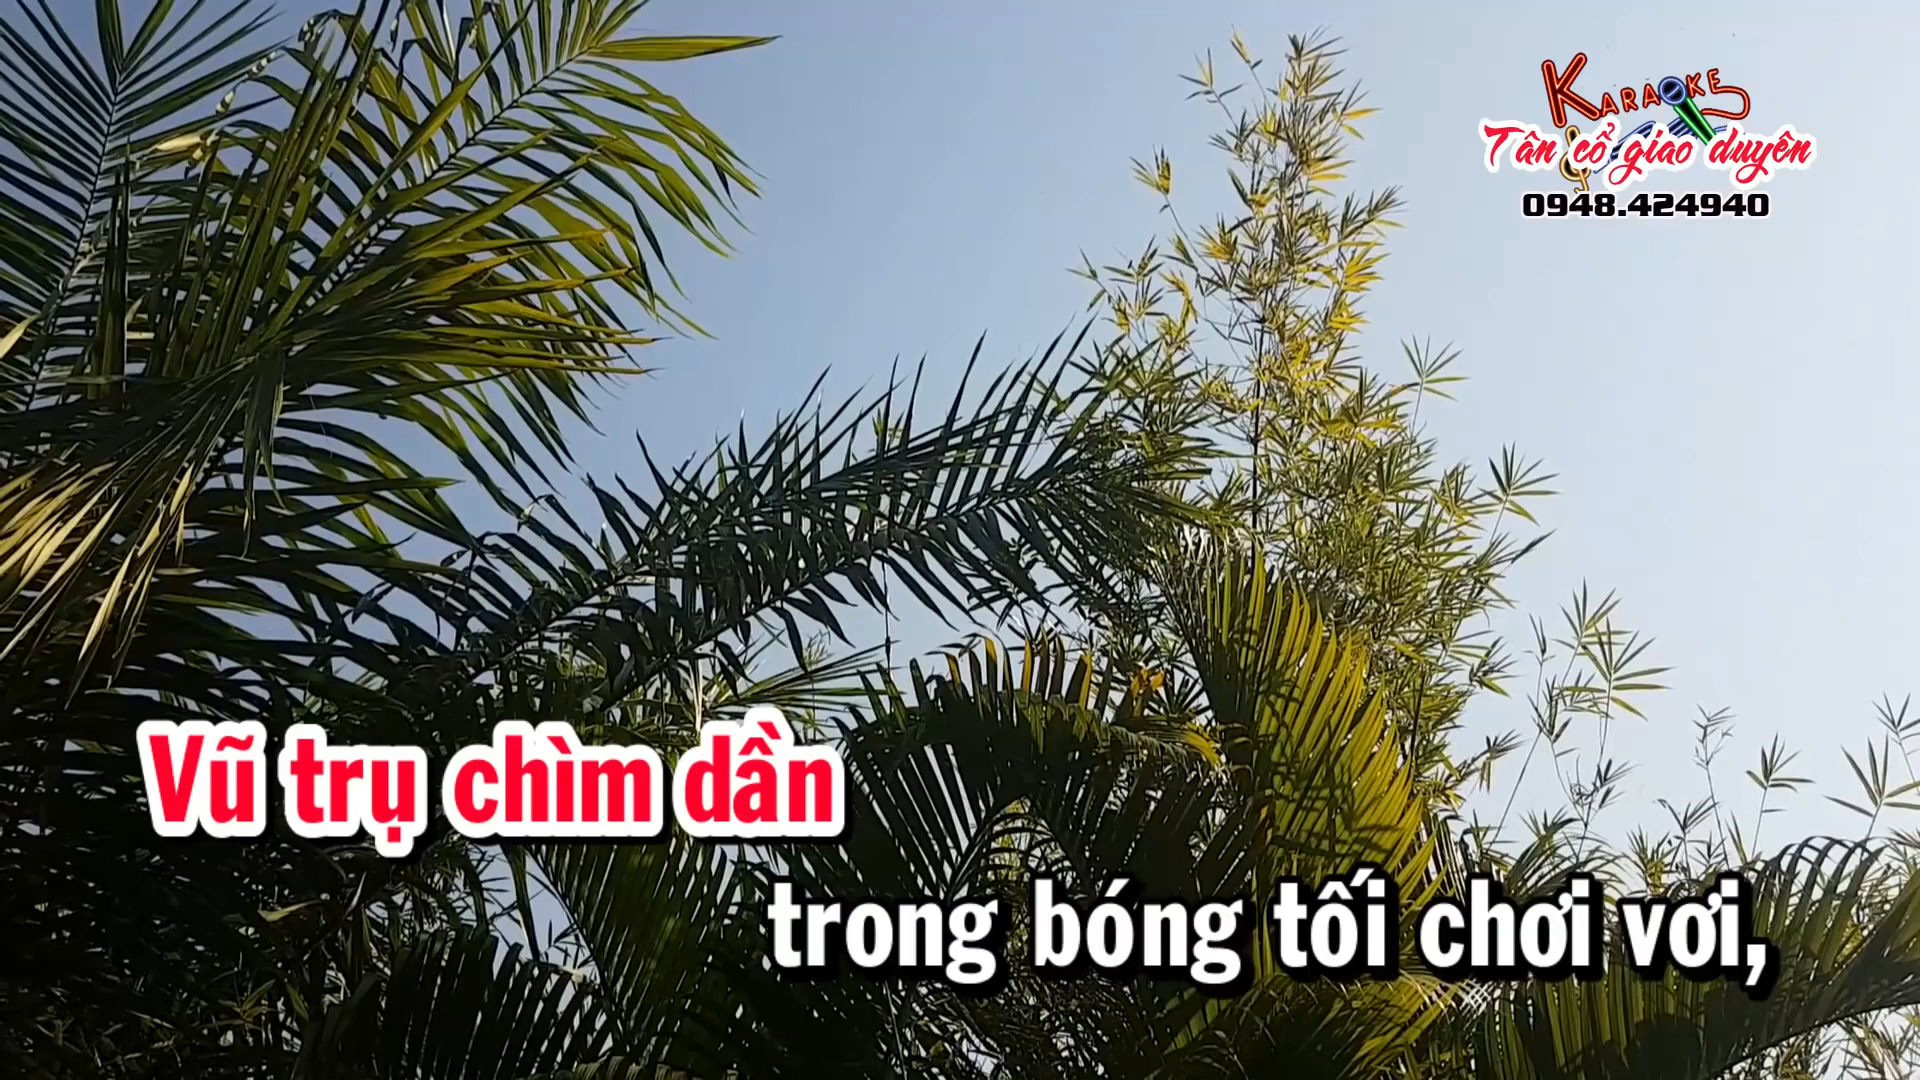 KARAOKE
Tân cổ giao duyên
0948.424940
Vũ trụ chìm dần
trong bóng tối chơi vơi,